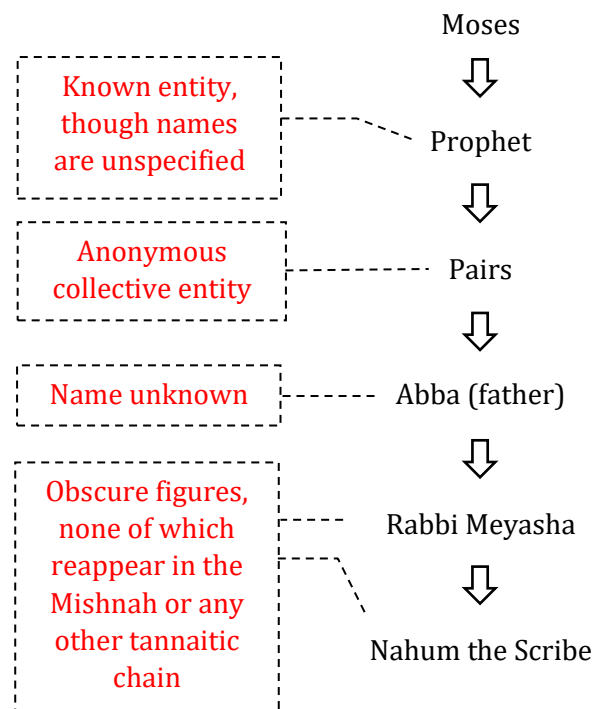 Moses
Known entity,
though names
are unspecified
Prophet
Anonymous
collective entity
Pairs
Name unknown
Abba (father)
Obscure figures,
none of which
reappear in the
Mishnah or any
other tannaitic
chain
Rabbi Meyasha
Nahum the Scribe